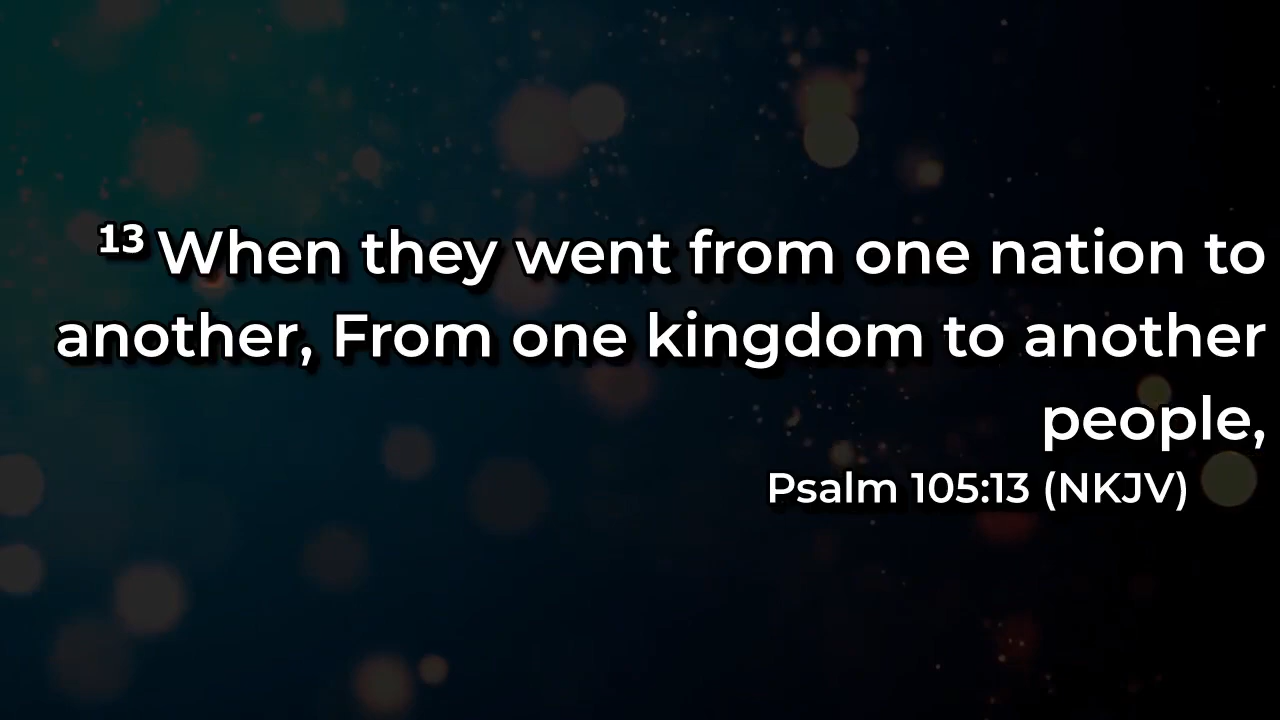 13 When they went from one nation to
another, From one kingdom to another
people,
Psalm 105:13 (NKJV)